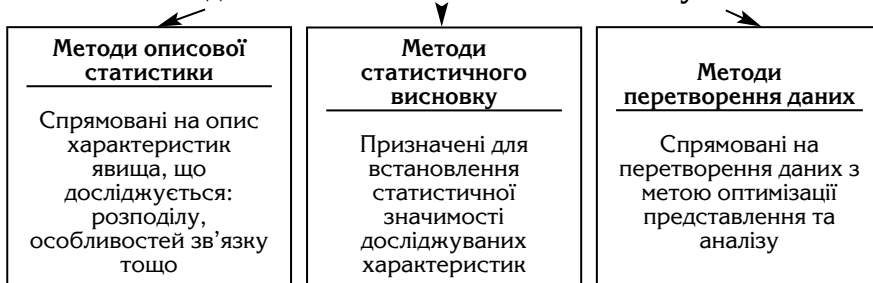 Методи описової
статистики
Спрямовані на опис
характеристик
явища, що
досліджується:
розподілу,
особливостей зв’язку
тощо
Методи
статистичного
висновку
Призначені для
встановлення
статистичної
значимості
досліджуваних
характеристик
Методи
перетворення даних
Спрямовані на
перетворення даних з
метою оптимізації
представлення та
аналізу